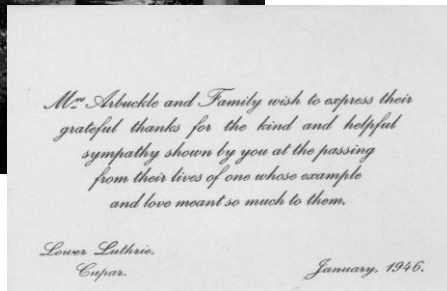 Mrs Arbuckle and Family wish to express their
grateful thanks for the kind and helpful
sympathy shown by you at the passing
from their lives of one whose example
and love meant so much to them.
Lower Luthrie.
Cupar.
January, 1946.